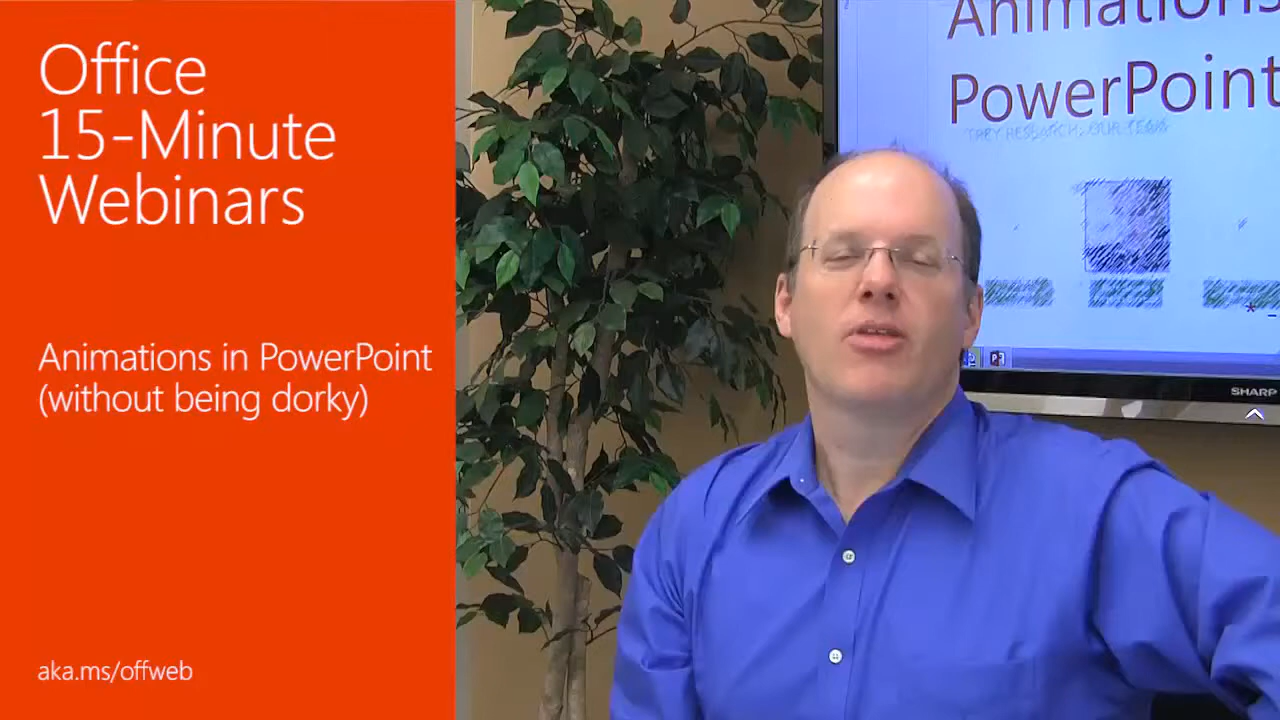 Office
15-Minute
Webinars
Animations in PowerPoint
(without being dorky)
aka.ms/offweb
Animations
PowerPoint
SHARP